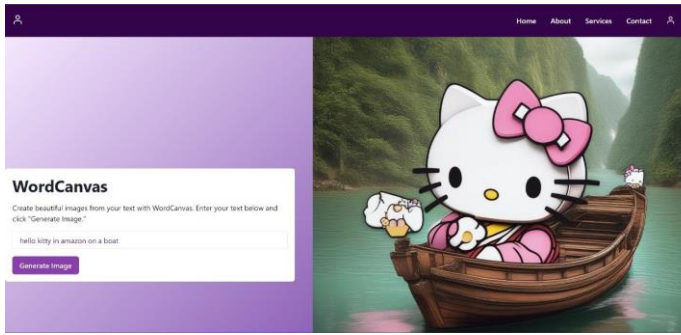 Home About Services Contact
WordCanvas
Create beautiful images from your text with WordCanvas. Enter your text below and
click "Generate Image."
hello kitty in amazon on a boat
Generate Image